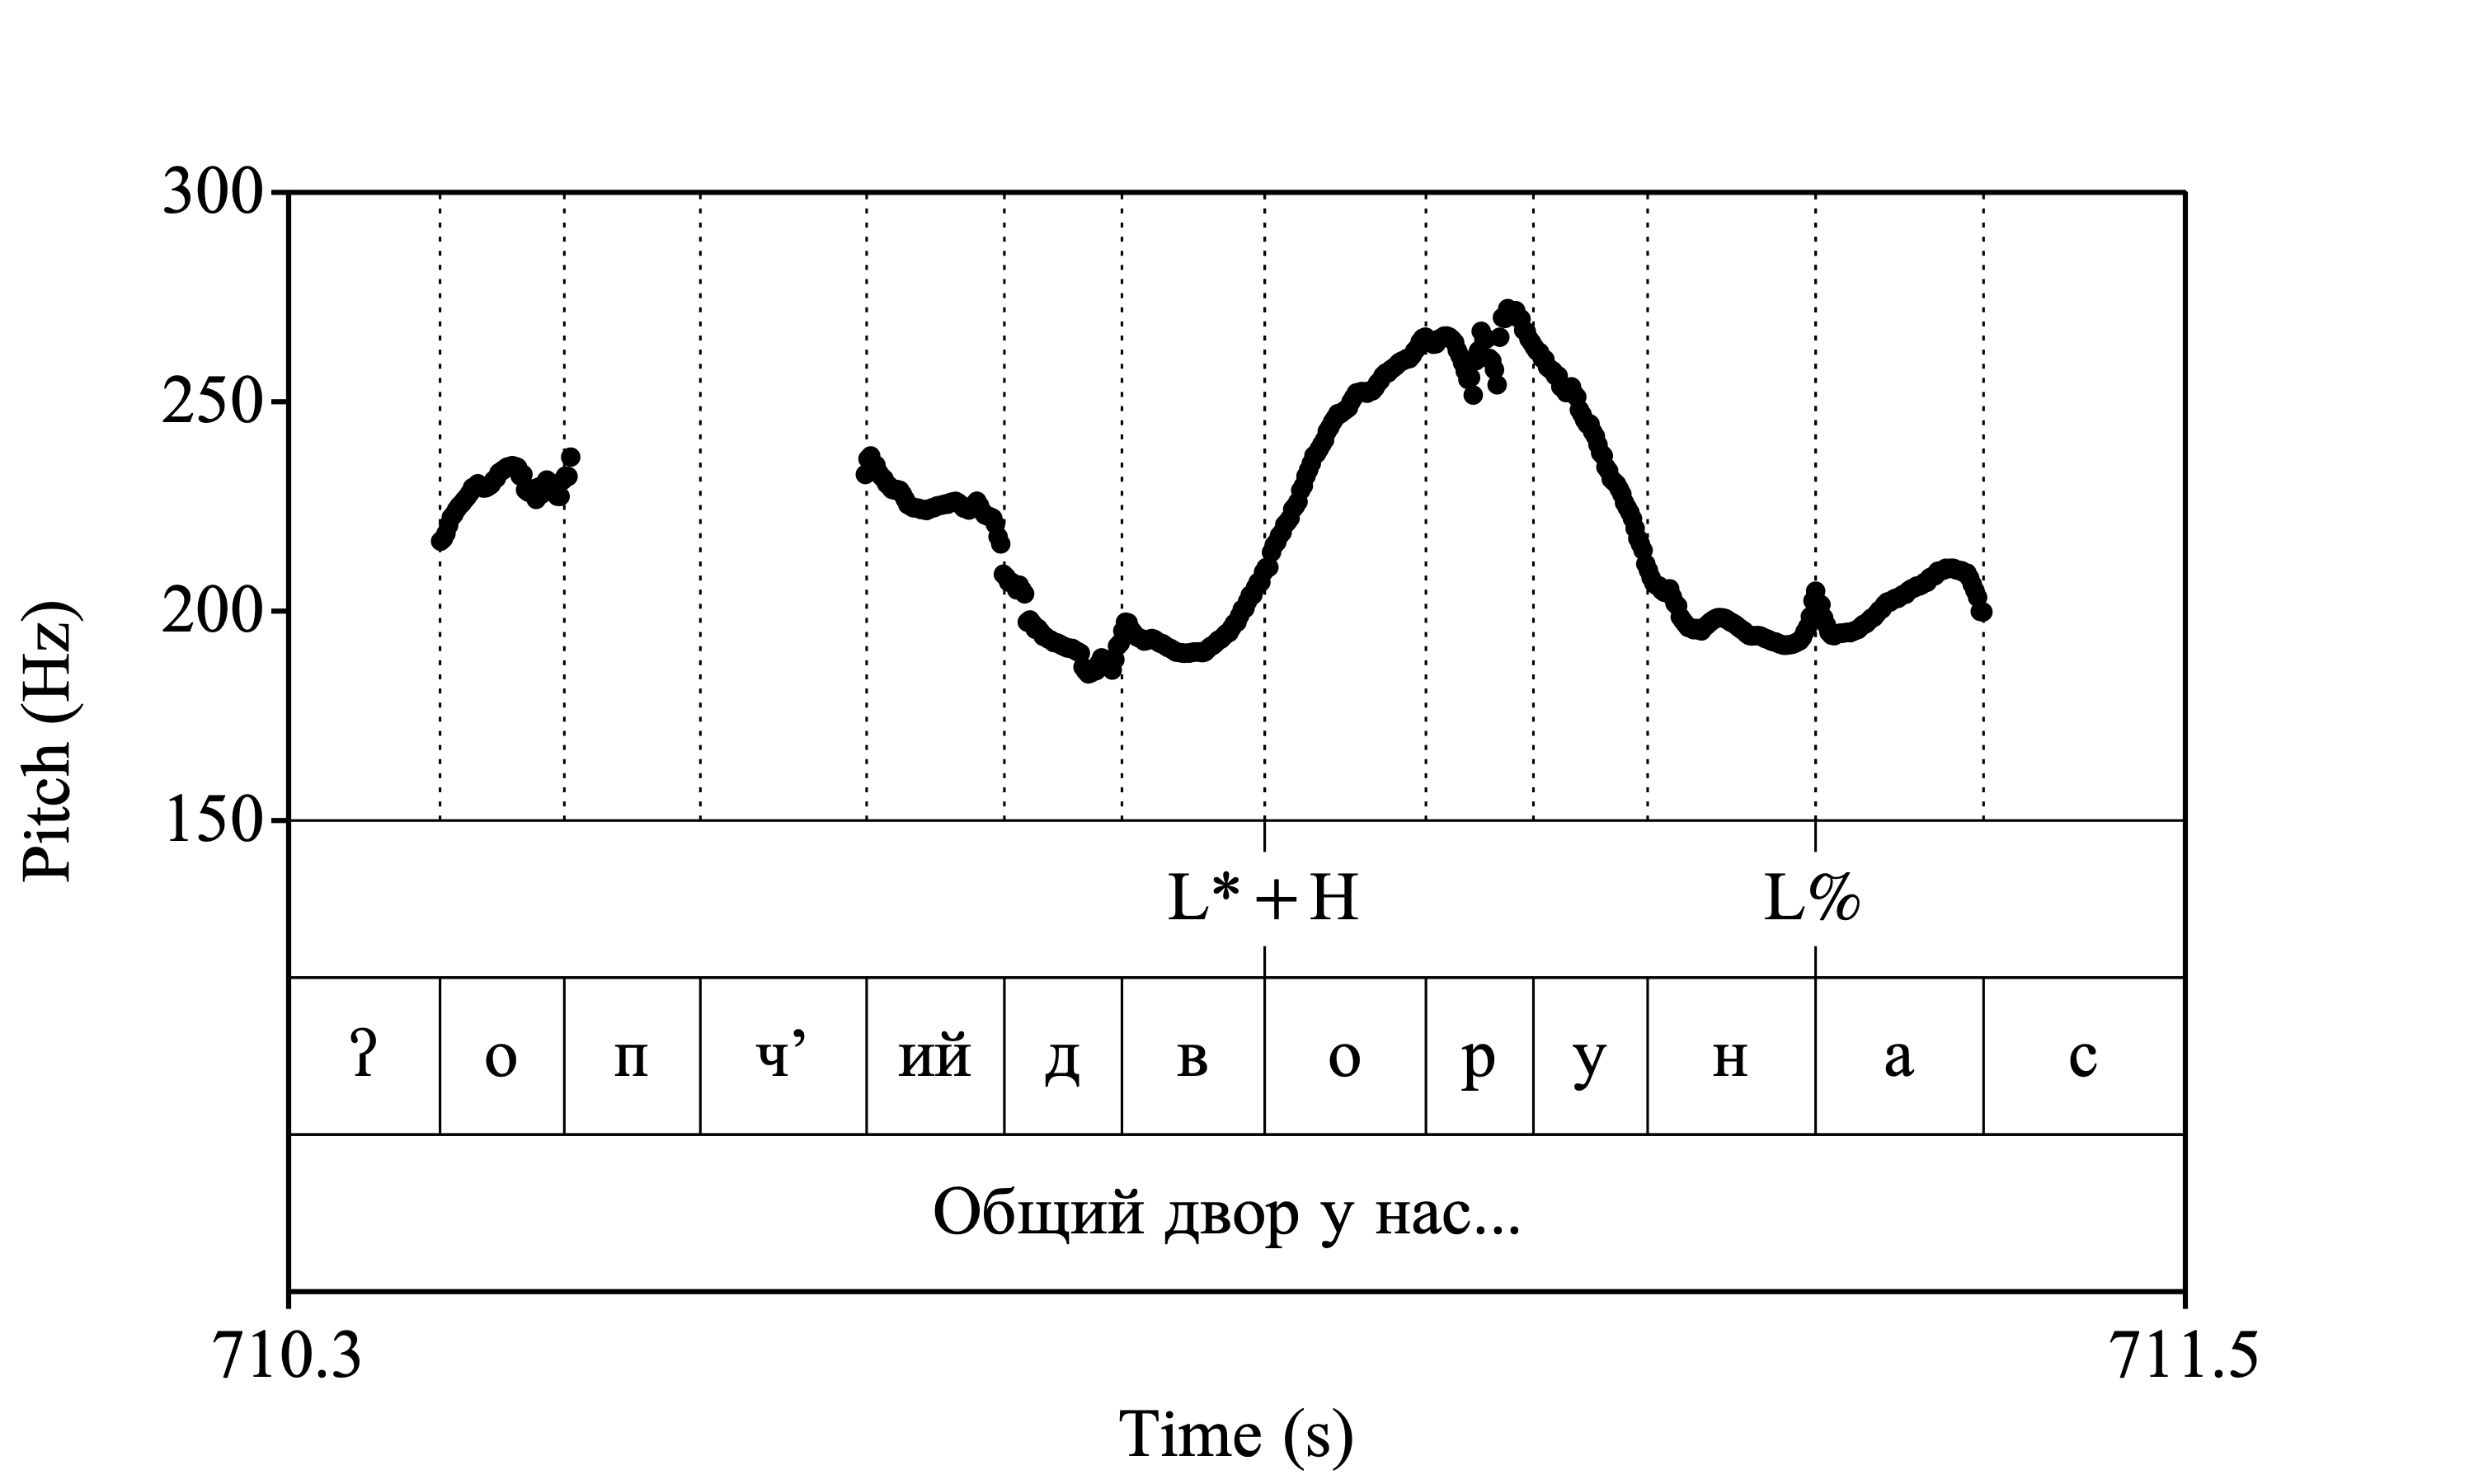 300
250
200
150
Pitch (Hz)
L*+H L%
ʔ о п ч’ ий д в о р у н а с
Общий двор у нас...
710.3 711.5
Time (s)